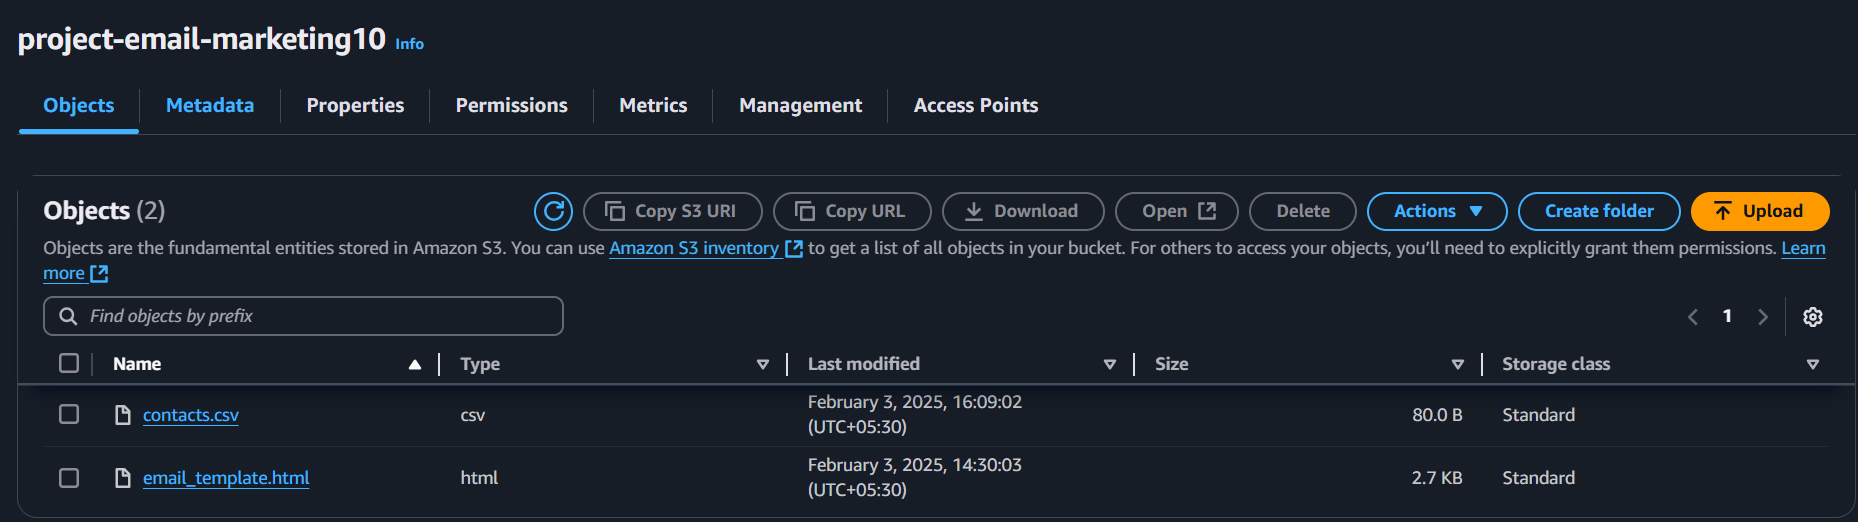 project-email-marketing10 Info
Objects Metadata Properties Permissions Metrics Management Access Points
Objects (2) Copy S3 URI Copy URL Download Open Delete Actions Create folder Upload
Objects are the fundamental entities stored in Amazon S3. You can use Amazon S3 inventory to get a list of all objects in your bucket. For others to access your objects, you’ll need to explicitly grant them permissions. Learn
more
Find objects by prefix 1
Name Type Last modified Size Storage class
contacts.csv csv February 3, 2025, 16:09:02 80.0 B Standard
(UTC+05:30)
email_template.html html February 3, 2025, 14:30:03 2.7 KB Standard
(UTC+05:30)